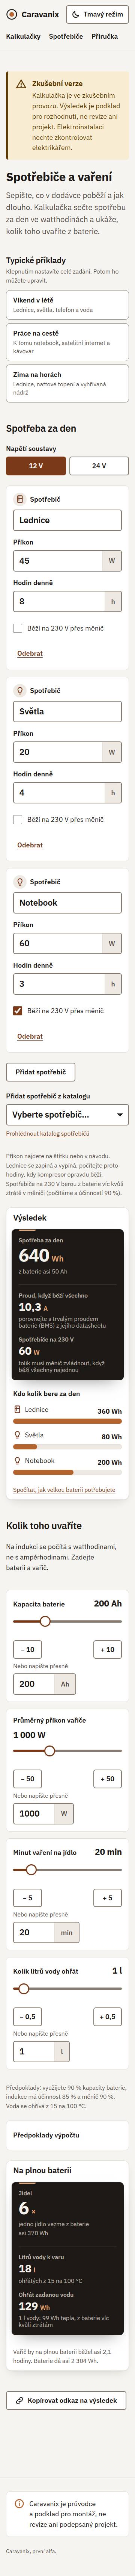 Caravanix
Tmavý režim
Kalkulačky Spotřebiče Příručka
Zkušební verze
Kalkulačka je ve zkušebním
provozu. Výsledek je podklad
pro rozhodnutí, ne revize ani
projekt. Elektroinstalaci
nechte zkontrolovat
elektrikářem.
Spotřebiče a vaření
Sepište, co v dodávce poběží a jak
dlouho. Kalkulačka sečte spotřebu
za den ve watthodinách a ukáže,
kolik toho uvaříte z baterie.
Typické příklady
Klepnutím nastavíte celé zadání. Potom ho
můžete upravit.
Víkend v létě
Lednice, světla, telefon a voda
Práce na cestě
K tomu notebook, satelitní internet a
kávovar
Zima na horách
Lednice, naftové topení a vyhřívaná
nádrž
Spotřeba za den
Napětí soustavy
12 V
24 V
Spotřebič
Lednice
Příkon
45 W
Hodin denně
8 h
Běží na 230 V přes měnič
Odebrat
Spotřebič
Světla
Příkon
20 W
Hodin denně
4 h
Běží na 230 V přes měnič
Odebrat
Spotřebič
Notebook
Příkon
60 W
Hodin denně
3 h
Běží na 230 V přes měnič
Odebrat
Přidat spotřebič
Přidat spotřebič z katalogu
Vyberte spotřebič…
Prohlédnout katalog spotřebičů
Příkon najdete na štítku nebo v návodu.
Lednice se zapíná a vypíná, počítejte proto
hodiny, kdy kompresor opravdu běží.
Spotřebiče na 230 V berou z baterie víc kvůli
ztrátě v měniči (počítáme s účinností 90 %).
Výsledek
Spotřeba za den
640 Wh
z baterie asi 50 Ah
Proud, když běží všechno
10,3 A
porovnejte s trvalým proudem
baterie (BMS) z jejího datasheetu
Spotřebiče na 230 V
60 W
tolik musí měnič zvládnout, když
běží všechny najednou
Kdo kolik bere za den
Lednice 360 Wh
Světla 80 Wh
Notebook 200 Wh
Spočítat, jak velkou baterii potřebujete
Kolik toho uvaříte
Na indukci se počítá s watthodinami,
ne s ampérhodinami. Zadejte
baterii a vařič.
Kapacita baterie 200 Ah
− 10
+ 10
Nebo napište přesně
200 Ah
Průměrný příkon vařiče
1 000 W
− 50
+ 50
Nebo napište přesně
1000 W
Minut vaření na jídlo 20 min
− 5
+ 5
Nebo napište přesně
20 min
Kolik litrů vody ohřát 1 l
− 0,5
+ 0,5
Nebo napište přesně
1 l
Předpoklady: využijete 90 % kapacity baterie,
indukce má účinnost 85 % a měnič 90 %.
Voda se ohřívá z 15 na 100 °C.
Předpoklady výpočtu
Na plnou baterii
Jídel
6 ×
jedno jídlo vezme z baterie
asi 370 Wh
Litrů vody k varu
18 l
ohřátých z 15 na 100 °C
Ohřát zadanou vodu
129 Wh
1 l vody: 99 Wh tepla, z baterie víc
kvůli ztrátám
Vařič by na plnou baterii běžel asi 2,1
hodiny. Baterie dá asi 2 304 Wh.
Kopírovat odkaz na výsledek
Caravanix je průvodce
a podklad pro montáž, ne
revize ani podepsaný projekt.
Caravanix, první alfa.